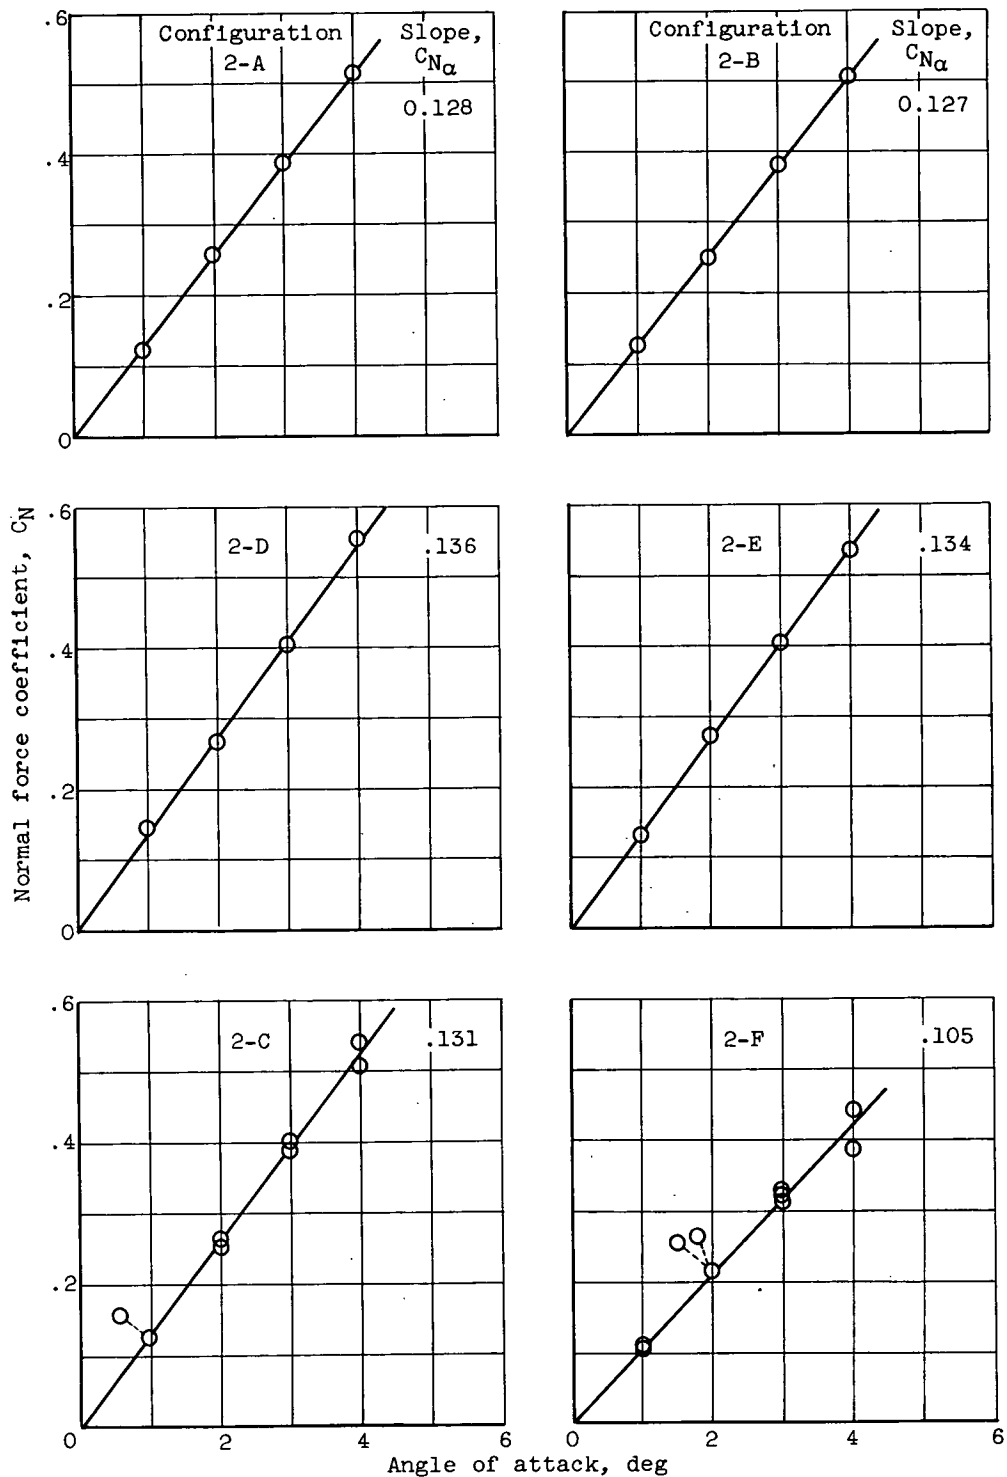 Configuration
2-A
Slope,
CNα
0.128
.6
.4
.2
0
Configuration
2-B
Slope,
CNα
0.127
2-D
.136
.6
.4
.2
0
2-E
.134
Normal force coefficient, CN
2-C
.131
.6
.4
.2
0
0 2 4 6
2-F
.105
0 2 4 6
Angle of attack, deg